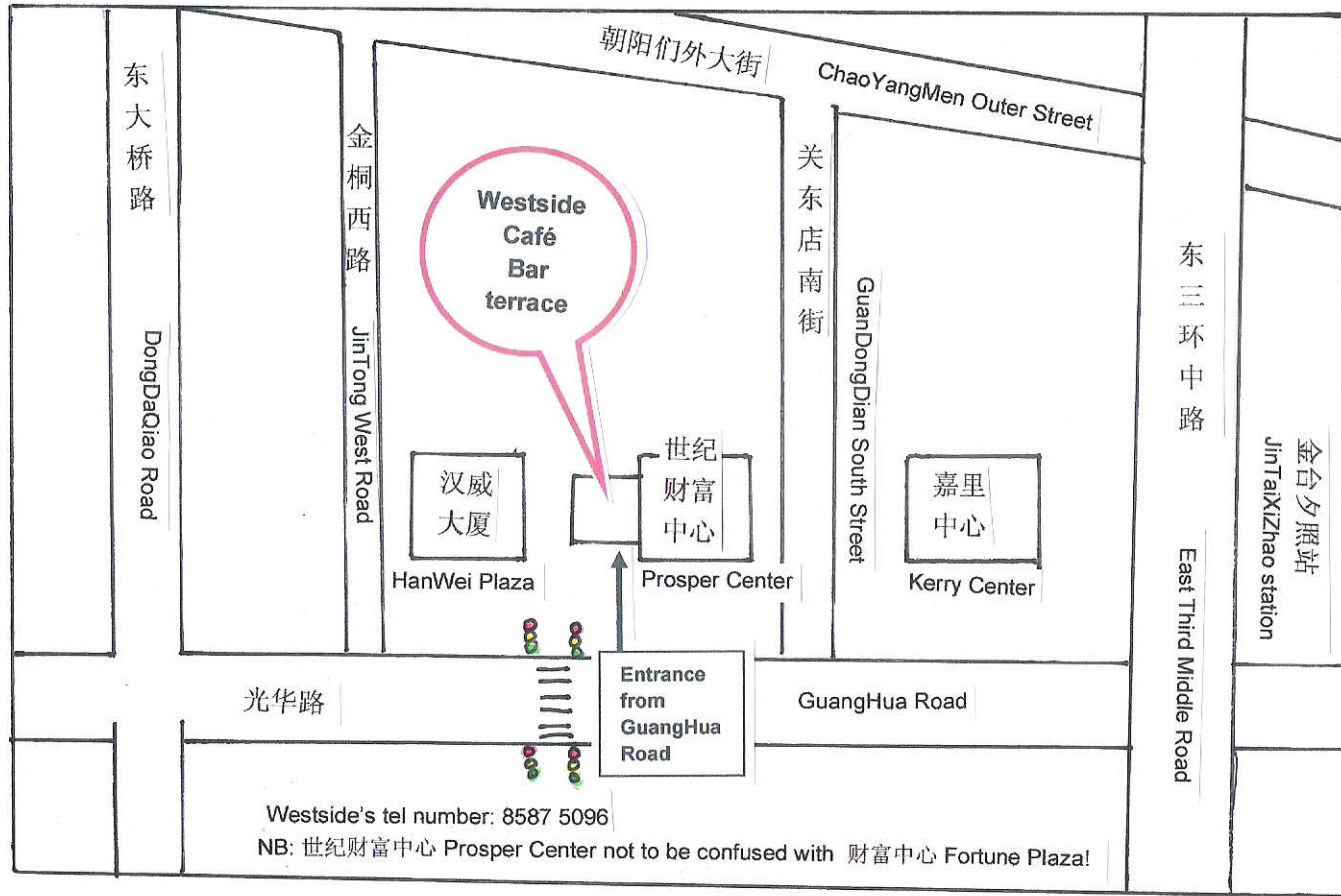 朝阳们外大街
ChaoYangMen Outer Street
东大桥路
DongDaQiao Road
金桐西路
JinTong West Road
Westside
Café
Bar
terrace
关东店南街
GuanDongDian South Street
东三环中路
East Third Middle Road
金台夕照站
JinTaiXiZhao station
汉威
大厦
HanWei Plaza
世纪
财富
中心
Prosper Center
嘉里
中心
Kerry Center
光华路
Entrance
from
GuangHua
Road
GuangHua Road
Westside's tel number: 8587 5096
NB: 世纪财富中心 Prosper Center not to be confused with 财富中心 Fortune Plaza!